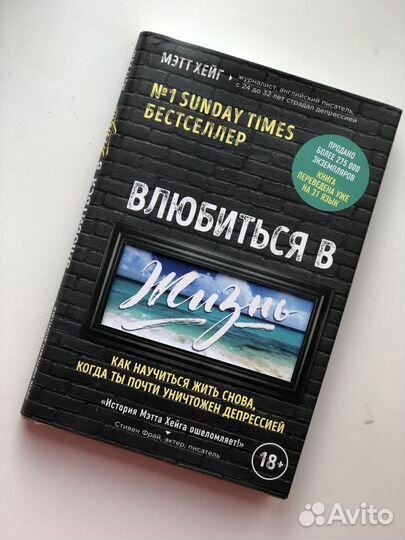 МЭТТ ХЕЙГ
журналист, английский писатель,
с 24 до 32 лет страдал депрессией
№1 SUNDAY TIMES
БЕСТСЕЛЛЕР
ПРОДАНО
БОЛЕЕ 275 000
ЭКЗЕМПЛЯРОВ
КНИГА
ПЕРЕВЕДЕНА УЖЕ
НА 31 ЯЗЫК
ВЛЮБИТЬСЯ В
Жизнь
КАК НАУЧИТЬСЯ ЖИТЬ СНОВА,
КОГДА ТЫ ПОЧТИ УНИЧТОЖЕН ДЕПРЕССИЕЙ
«История Мэтта Хейга ошеломляет!»
Стивен Фрай, актер, писатель
18+
Avito